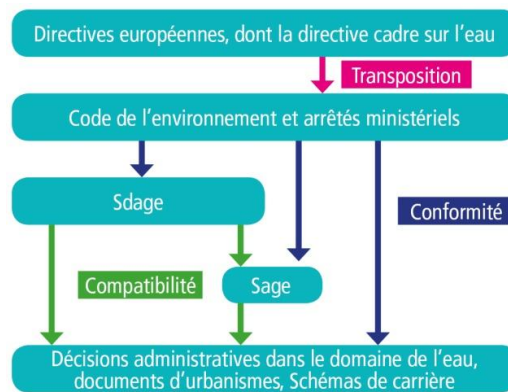 Directives européennes, dont la directive cadre sur l'eau
Transposition
Code de l'environnement et arrêtés ministériels
Sdage
Conformité
Compatibilité
Sage
Décisions administratives dans le domaine de l'eau,
documents d'urbanismes, Schémas de carrière